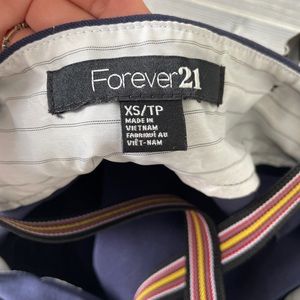 Forever21
XS/TP
MADE IN
VIETNAM
FABRIQUÉ AU
VIÊT-NAM